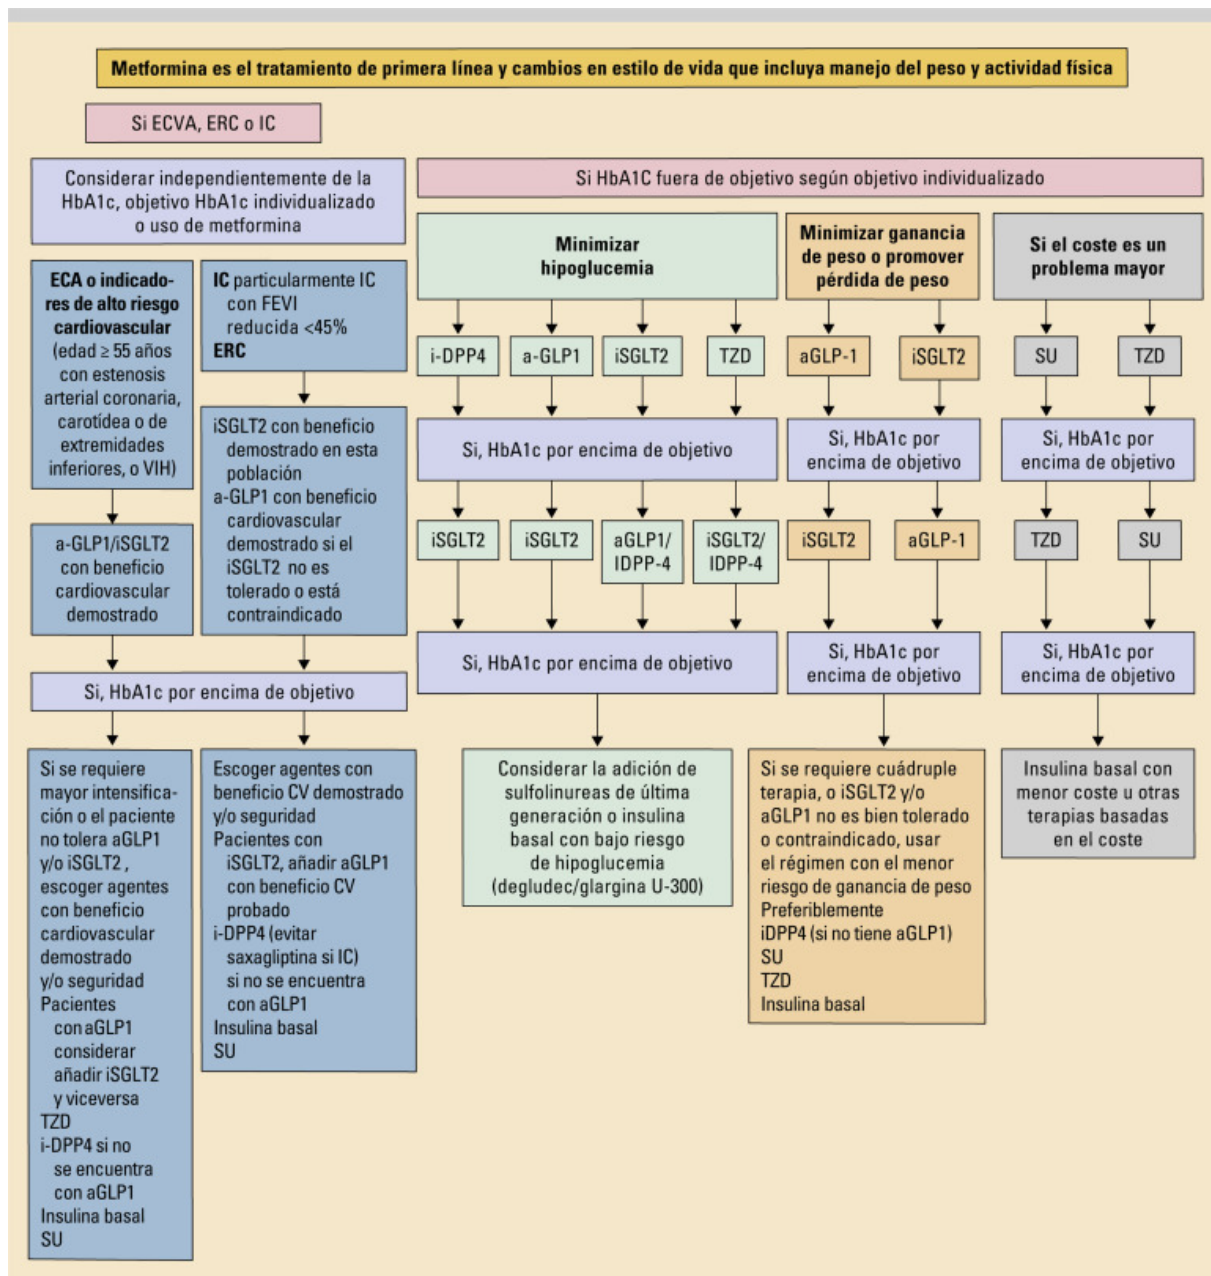 Metformina es el tratamiento de primera línea y cambios en estilo de vida que incluya manejo del peso y actividad física
Si ECVA, ERC o IC
Considerar independientemente de la
HbA1c, objetivo HbA1c individualizado
o uso de metformina
ECA o indicado-
res de alto riesgo
cardiovascular
(edad ≥ 55 años
con estenosis
arterial coronaria,
carotídea o de
extremidades
inferiores, o VIH)
a-GLP1/iSGLT2
con beneficio
cardiovascular
demostrado
IC particularmente IC
con FEVI
reducida <45%
ERC
iSGLT2 con beneficio
demostrado en esta
población
a-GLP1 con beneficio
cardiovascular
demostrado si el
iSGLT2 no es
tolerado o está
contraindicado
Si, HbA1c por encima de objetivo
Si se requiere
mayor intensifica-
ción o el paciente
no tolera aGLP1
y/o iSGLT2 ,
escoger agentes
con beneficio
cardiovascular
demostrado
y/o seguridad
Pacientes
con aGLP1
considerar
añadir iSGLT2
y viceversa
TZD
i-DPP4 si no
se encuentra
con aGLP1
Insulina basal
SU
Escoger agentes con
beneficio CV demostrado
y/o seguridad
Pacientes con
iSGLT2, añadir aGLP1
con beneficio CV
probado
i-DPP4 (evitar
saxagliptina si IC)
si no se encuentra
con aGLP1
Insulina basal
SU
Si HbA1C fuera de objetivo según objetivo individualizado
Minimizar
hipoglucemia
i-DPP4
a-GLP1
iSGLT2
TZD
Si, HbA1c por encima de objetivo
iSGLT2
iSGLT2
aGLP1/
IDPP-4
iSGLT2/
IDPP-4
Si, HbA1c por encima de objetivo
Considerar la adición de
sulfolinureas de última
generación o insulina
basal con bajo riesgo
de hipoglucemia
(degludec/glargina U-300)
Minimizar ganancia
de peso o promover
pérdida de peso
aGLP-1
iSGLT2
Si, HbA1c por
encima de objetivo
iSGLT2
aGLP-1
Si, HbA1c por
encima de objetivo
Si se requiere cuádruple
terapia, o iSGLT2 y/o
aGLP1 no es bien tolerado
o contraindicado, usar
el régimen con el menor
riesgo de ganancia de peso
Preferiblemente
iDPP4 (si no tiene aGLP1)
SU
TZD
Insulina basal
Si el coste es un
problema mayor
SU
TZD
Si, HbA1c por
encima de objetivo
TZD
SU
Si, HbA1c por
encima de objetivo
Insulina basal con
menor coste u otras
terapias basadas
en el coste